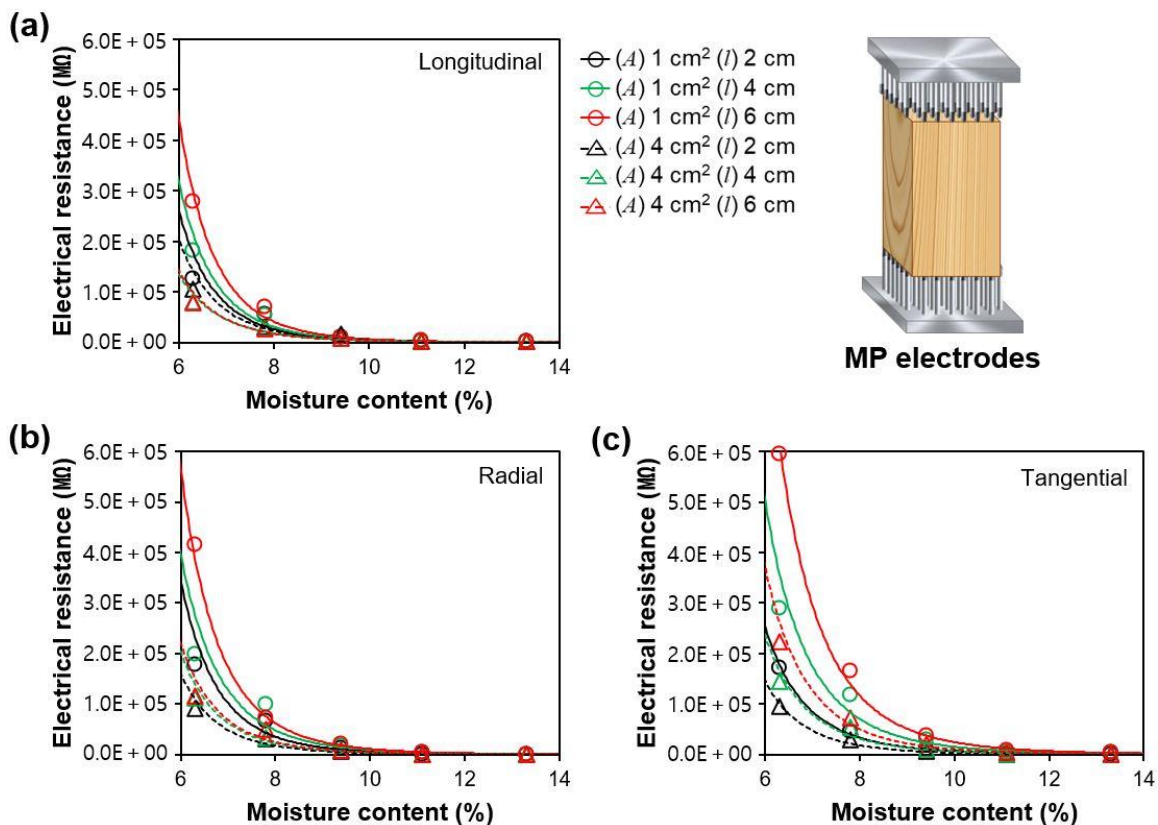 (a)
6.0E + 05
5.0E + 05
4.0E + 05
3.0E + 05
2.0E + 05
1.0E + 05
0.0E + 00
Electrical resistance (MΩ)
Longitudinal
6 8 10 12 14
Moisture content (%)
(A) 1 cm² (l) 2 cm
(A) 1 cm² (l) 4 cm
(A) 1 cm² (l) 6 cm
(A) 4 cm² (l) 2 cm
(A) 4 cm² (l) 4 cm
(A) 4 cm² (l) 6 cm
MP electrodes
(b)
6.0E + 05
5.0E + 05
4.0E + 05
3.0E + 05
2.0E + 05
1.0E + 05
0.0E + 00
Electrical resistance (MΩ)
Radial
6 8 10 12 14
Moisture content (%)
(c)
6.0E + 05
5.0E + 05
4.0E + 05
3.0E + 05
2.0E + 05
1.0E + 05
0.0E + 00
Electrical resistance (MΩ)
Tangential
6 8 10 12 14
Moisture content (%)